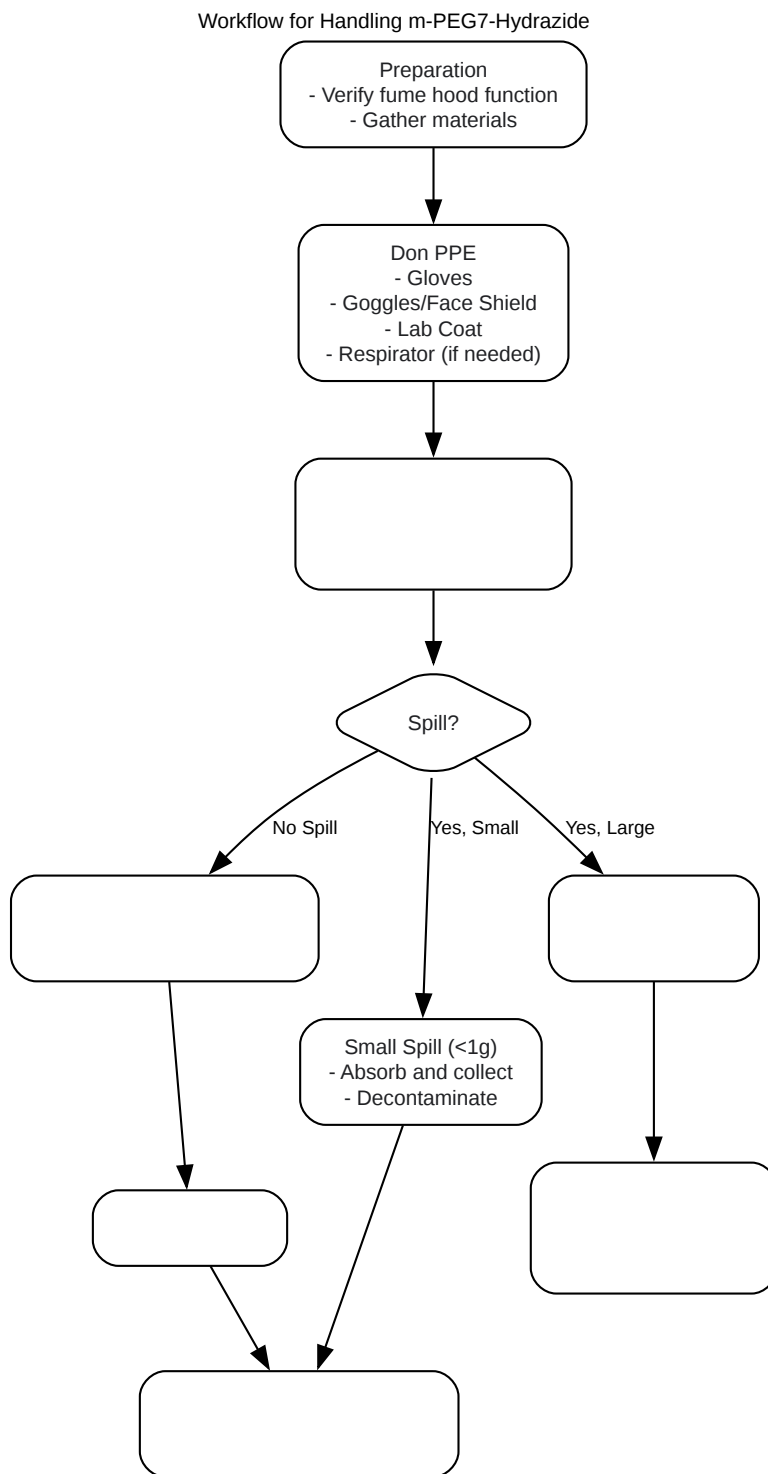 Workflow for Handling m-PEG7-Hydrazide
Preparation
- Verify fume hood function
- Gather materials
Don PPE
- Gloves
- Goggles/Face Shield
- Lab Coat
- Respirator (if needed)
Spill?
No Spill
Yes, Small
Yes, Large
Small Spill (<1g)
- Absorb and collect
- Decontaminate